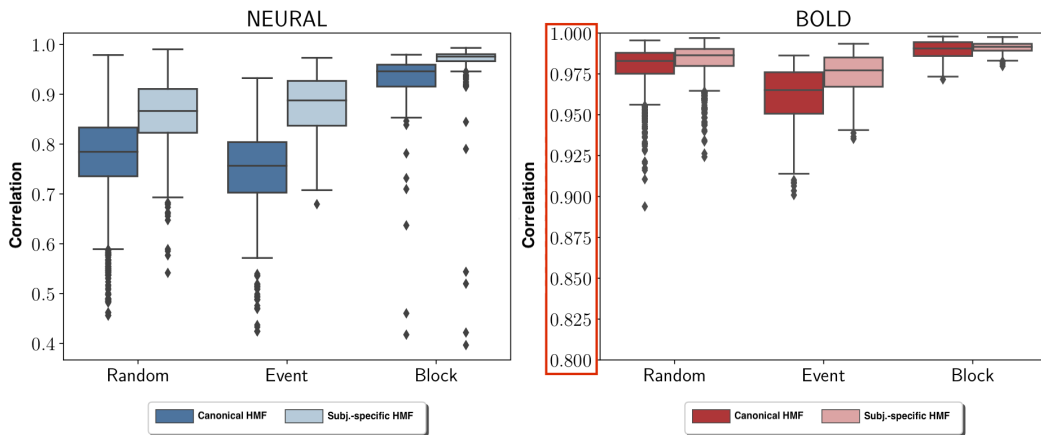 NEURAL
Correlation
1.0
0.9
0.8
0.7
0.6
0.5
0.4
Random Event Block
Canonical HMF Subj.-specific HMF
BOLD
Correlation
1.000
0.975
0.950
0.925
0.900
0.875
0.850
0.825
0.800
Random Event Block
Canonical HMF Subj.-specific HMF